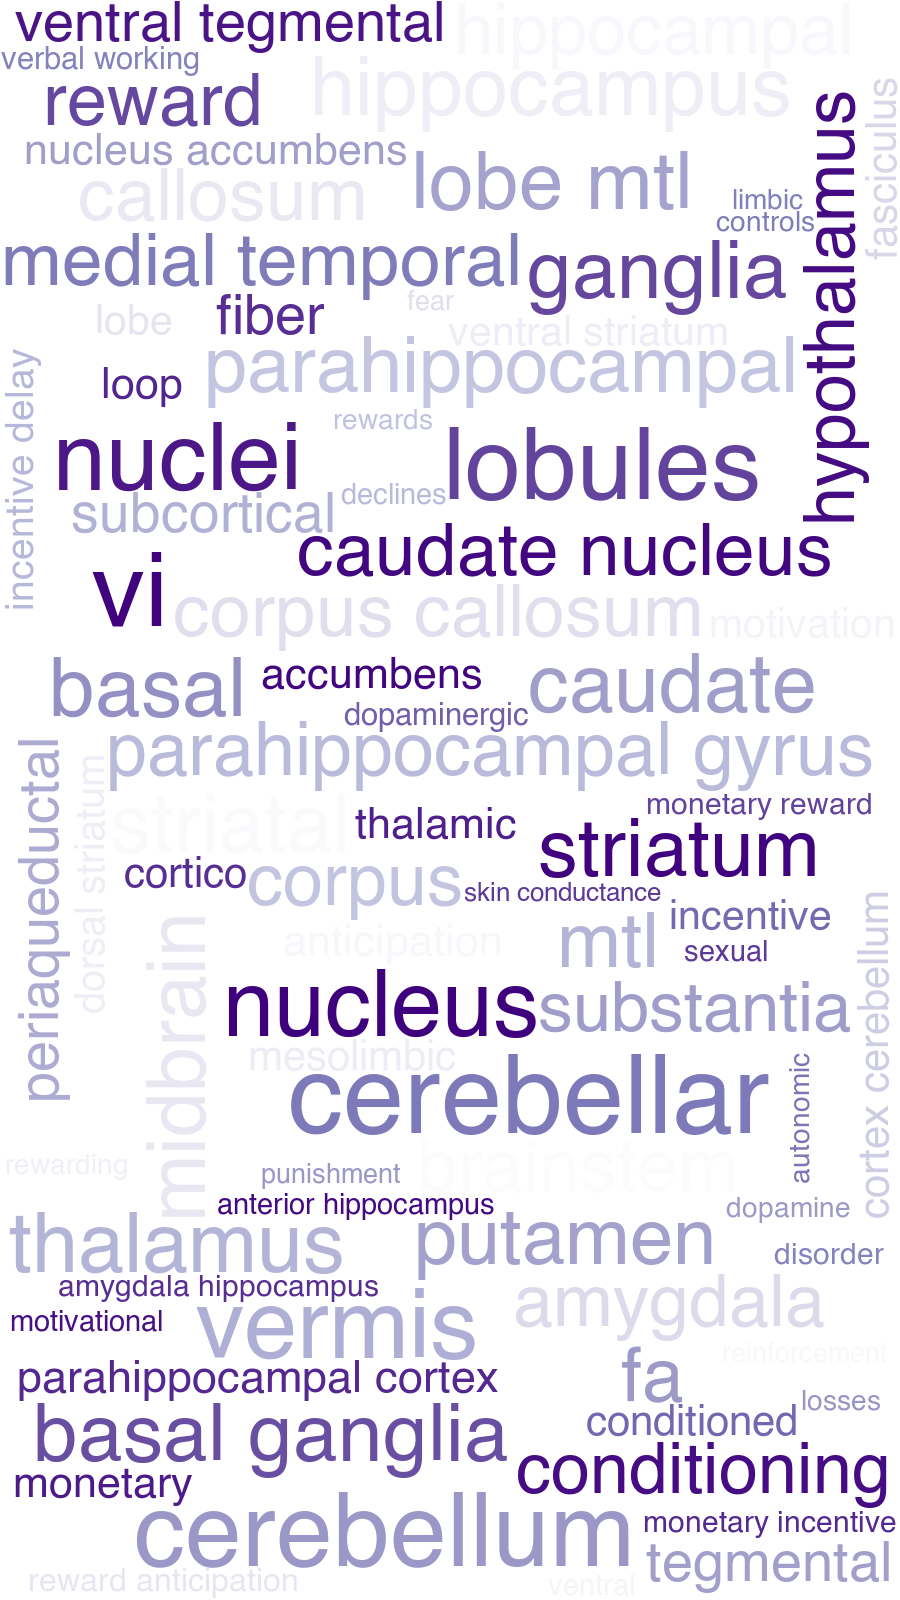 ventral tegmental
hippocampal
verbal working
hippocampus
reward
fasciculus
hypothalamus
nucleus accumbens
lobe mtl
callosum
limbic
controls
medial temporal
ganglia
fear
lobe
fiber
ventral striatum
parahippocampal
loop
incentive delay
rewards
nuclei
lobules
declines
subcortical
caudate nucleus
vi
corpus callosum
motivation
basal
accumbens
caudate
dopaminergic
parahippocampal gyrus
periaqueductal
dorsal striatum
striatal
thalamic
monetary reward
striatum
cortico
corpus
skin conductance
incentive
mtl
anticipation
sexual
cortex cerebellum
midbrain
nucleus
substantia
mesolimbic
cerebellar
autonomic
rewarding
punishment
brainstem
anterior hippocampus
dopamine
thalamus
putamen
disorder
amygdala hippocampus
motivational
vermis
amygdala
reinforcement
parahippocampal cortex
fa
losses
basal ganglia
conditioned
conditioning
monetary
cerebellum
monetary incentive
tegmental
reward anticipation
ventral